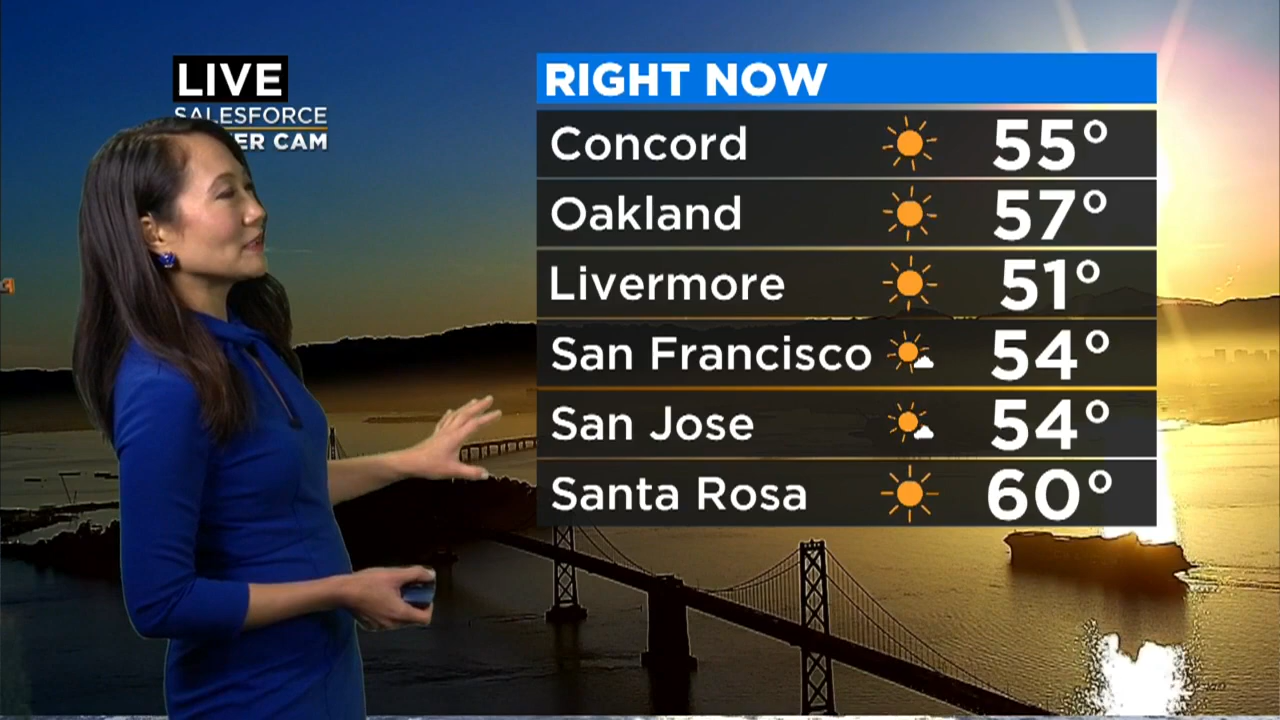 LIVE
SALESFORCE
ER CAM
RIGHT NOW
Concord 55°
Oakland 57°
Livermore 51°
San Francisco 54°
San Jose 54°
Santa Rosa 60°